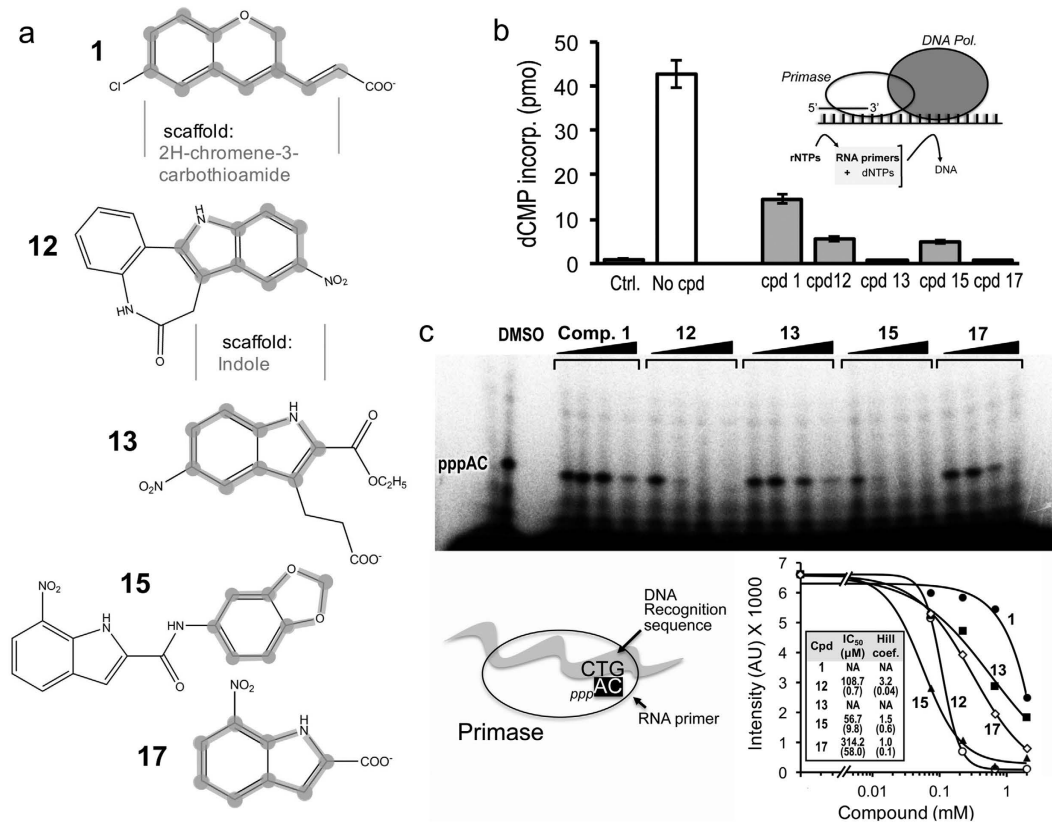 a
1
O
Cl
COO-
scaffold:
2H-chromene-3-
carbothioamide
12
H
N
NO2
HN
O
scaffold:
Indole
13
H
N
O
O2N
OC2H5
COO-
15
NO2
H
N
O
HN
O
O
NO2
17
H
N
COO-
b
dCMP incorp. (pmo)
50
40
30
20
10
0
Ctrl.
No cpd
cpd 1
cpd12
cpd 13
cpd 15
cpd 17
DNA Pol.
Primase
5’
3’
rNTPs
RNA primers
+ dNTPs
DNA
c
DMSO
Comp. 1
12
13
15
17
pppAC
DNA
Recognition
sequence
CTG
pppAC
RNA primer
Primase
Intensity (AU) X 1000
7
6
5
4
3
2
1
0
0.01
0.1
1
Compound (mM)
1
13
12
17
15
Cpd IC50 (µM) Hill coef.
1 NA NA
12 108.7 (0.7) 3.2 (0.04)
13 NA NA
15 56.7 (9.8) 1.5 (0.6)
17 314.2 (58.0) 1.0 (0.1)